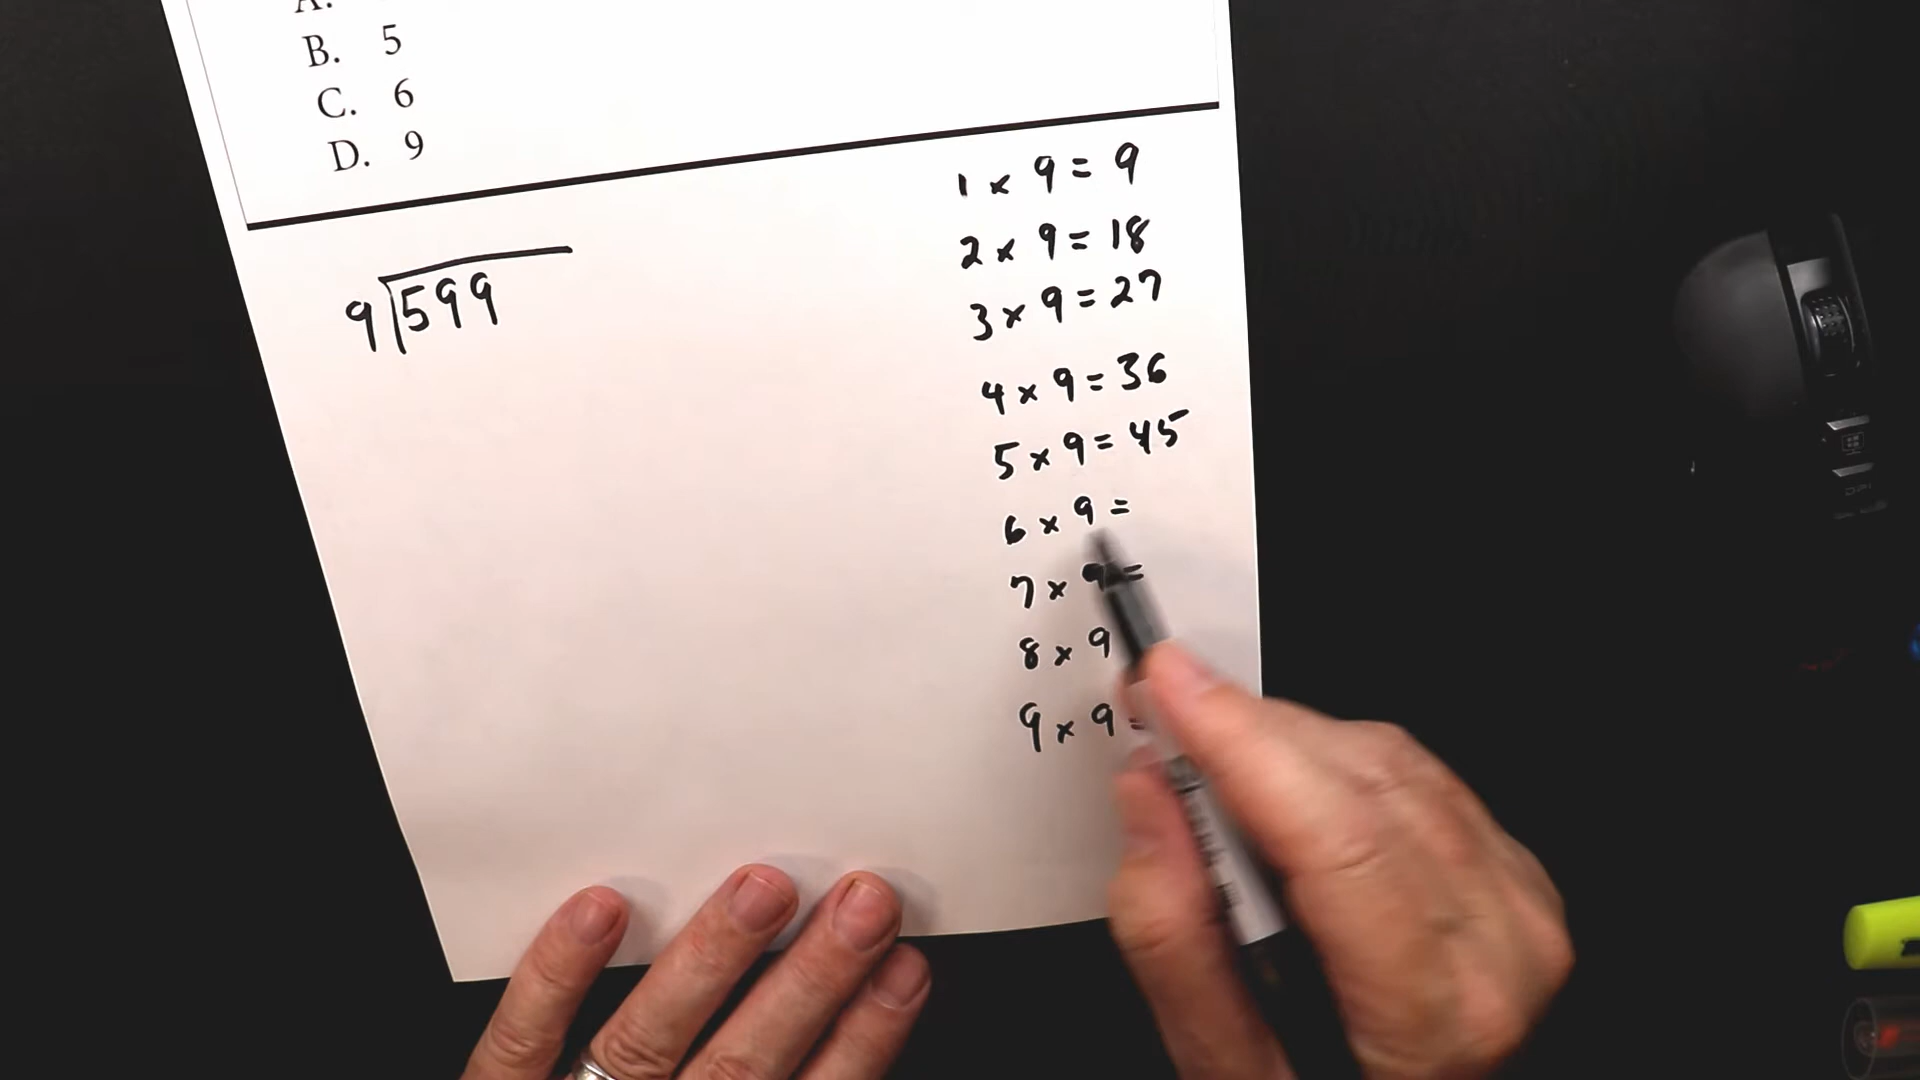 A.
B. 5
C. 6
D. 9
9 599
1 x 9 = 9
2 x 9 = 18
3 x 9 = 27
4 x 9 = 36
5 x 9 = 45
6 x 9 =
7 x 9 =
8 x 9
9 x 9 =